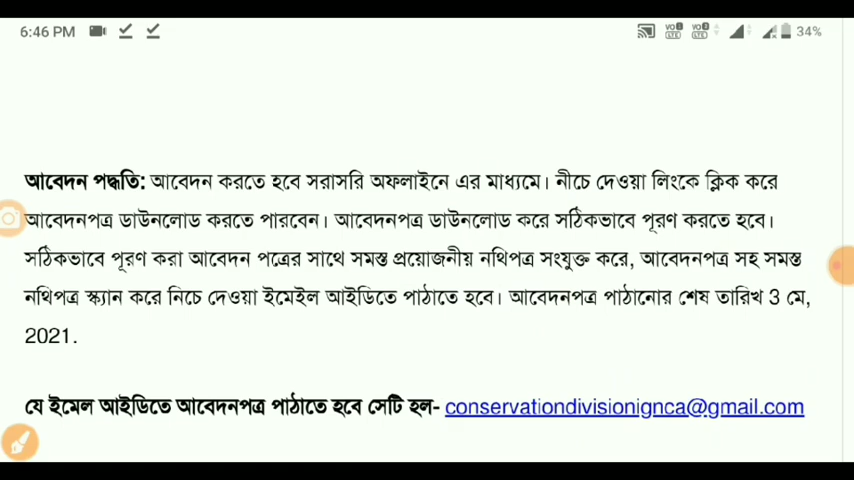 6:46 PM 34%
আবেদন পদ্ধতি: আবেদন করতে হবে সরাসরি অফলাইনে এর মাধ্যমে। নীচে দেওয়া লিংকে ক্লিক করে
আবেদনপত্র ডাউনলোড করতে পারবেন। আবেদনপত্র ডাউনলোড করে সঠিকভাবে পূরণ করতে হবে।
সঠিকভাবে পূরণ করা আবেদন পত্রের সাথে সমস্ত প্রয়োজনীয় নথিপত্র সংযুক্ত করে, আবেদনপত্র সহ সমস্ত
নথিপত্র স্ক্যান করে নিচে দেওয়া ইমেইল আইডিতে পাঠাতে হবে। আবেদনপত্র পাঠানোর শেষ তারিখ 3 মে,
2021.
যে ইমেল আইডিতে আবেদনপত্র পাঠাতে হবে সেটি হল- conservationdivisionignca@gmail.com